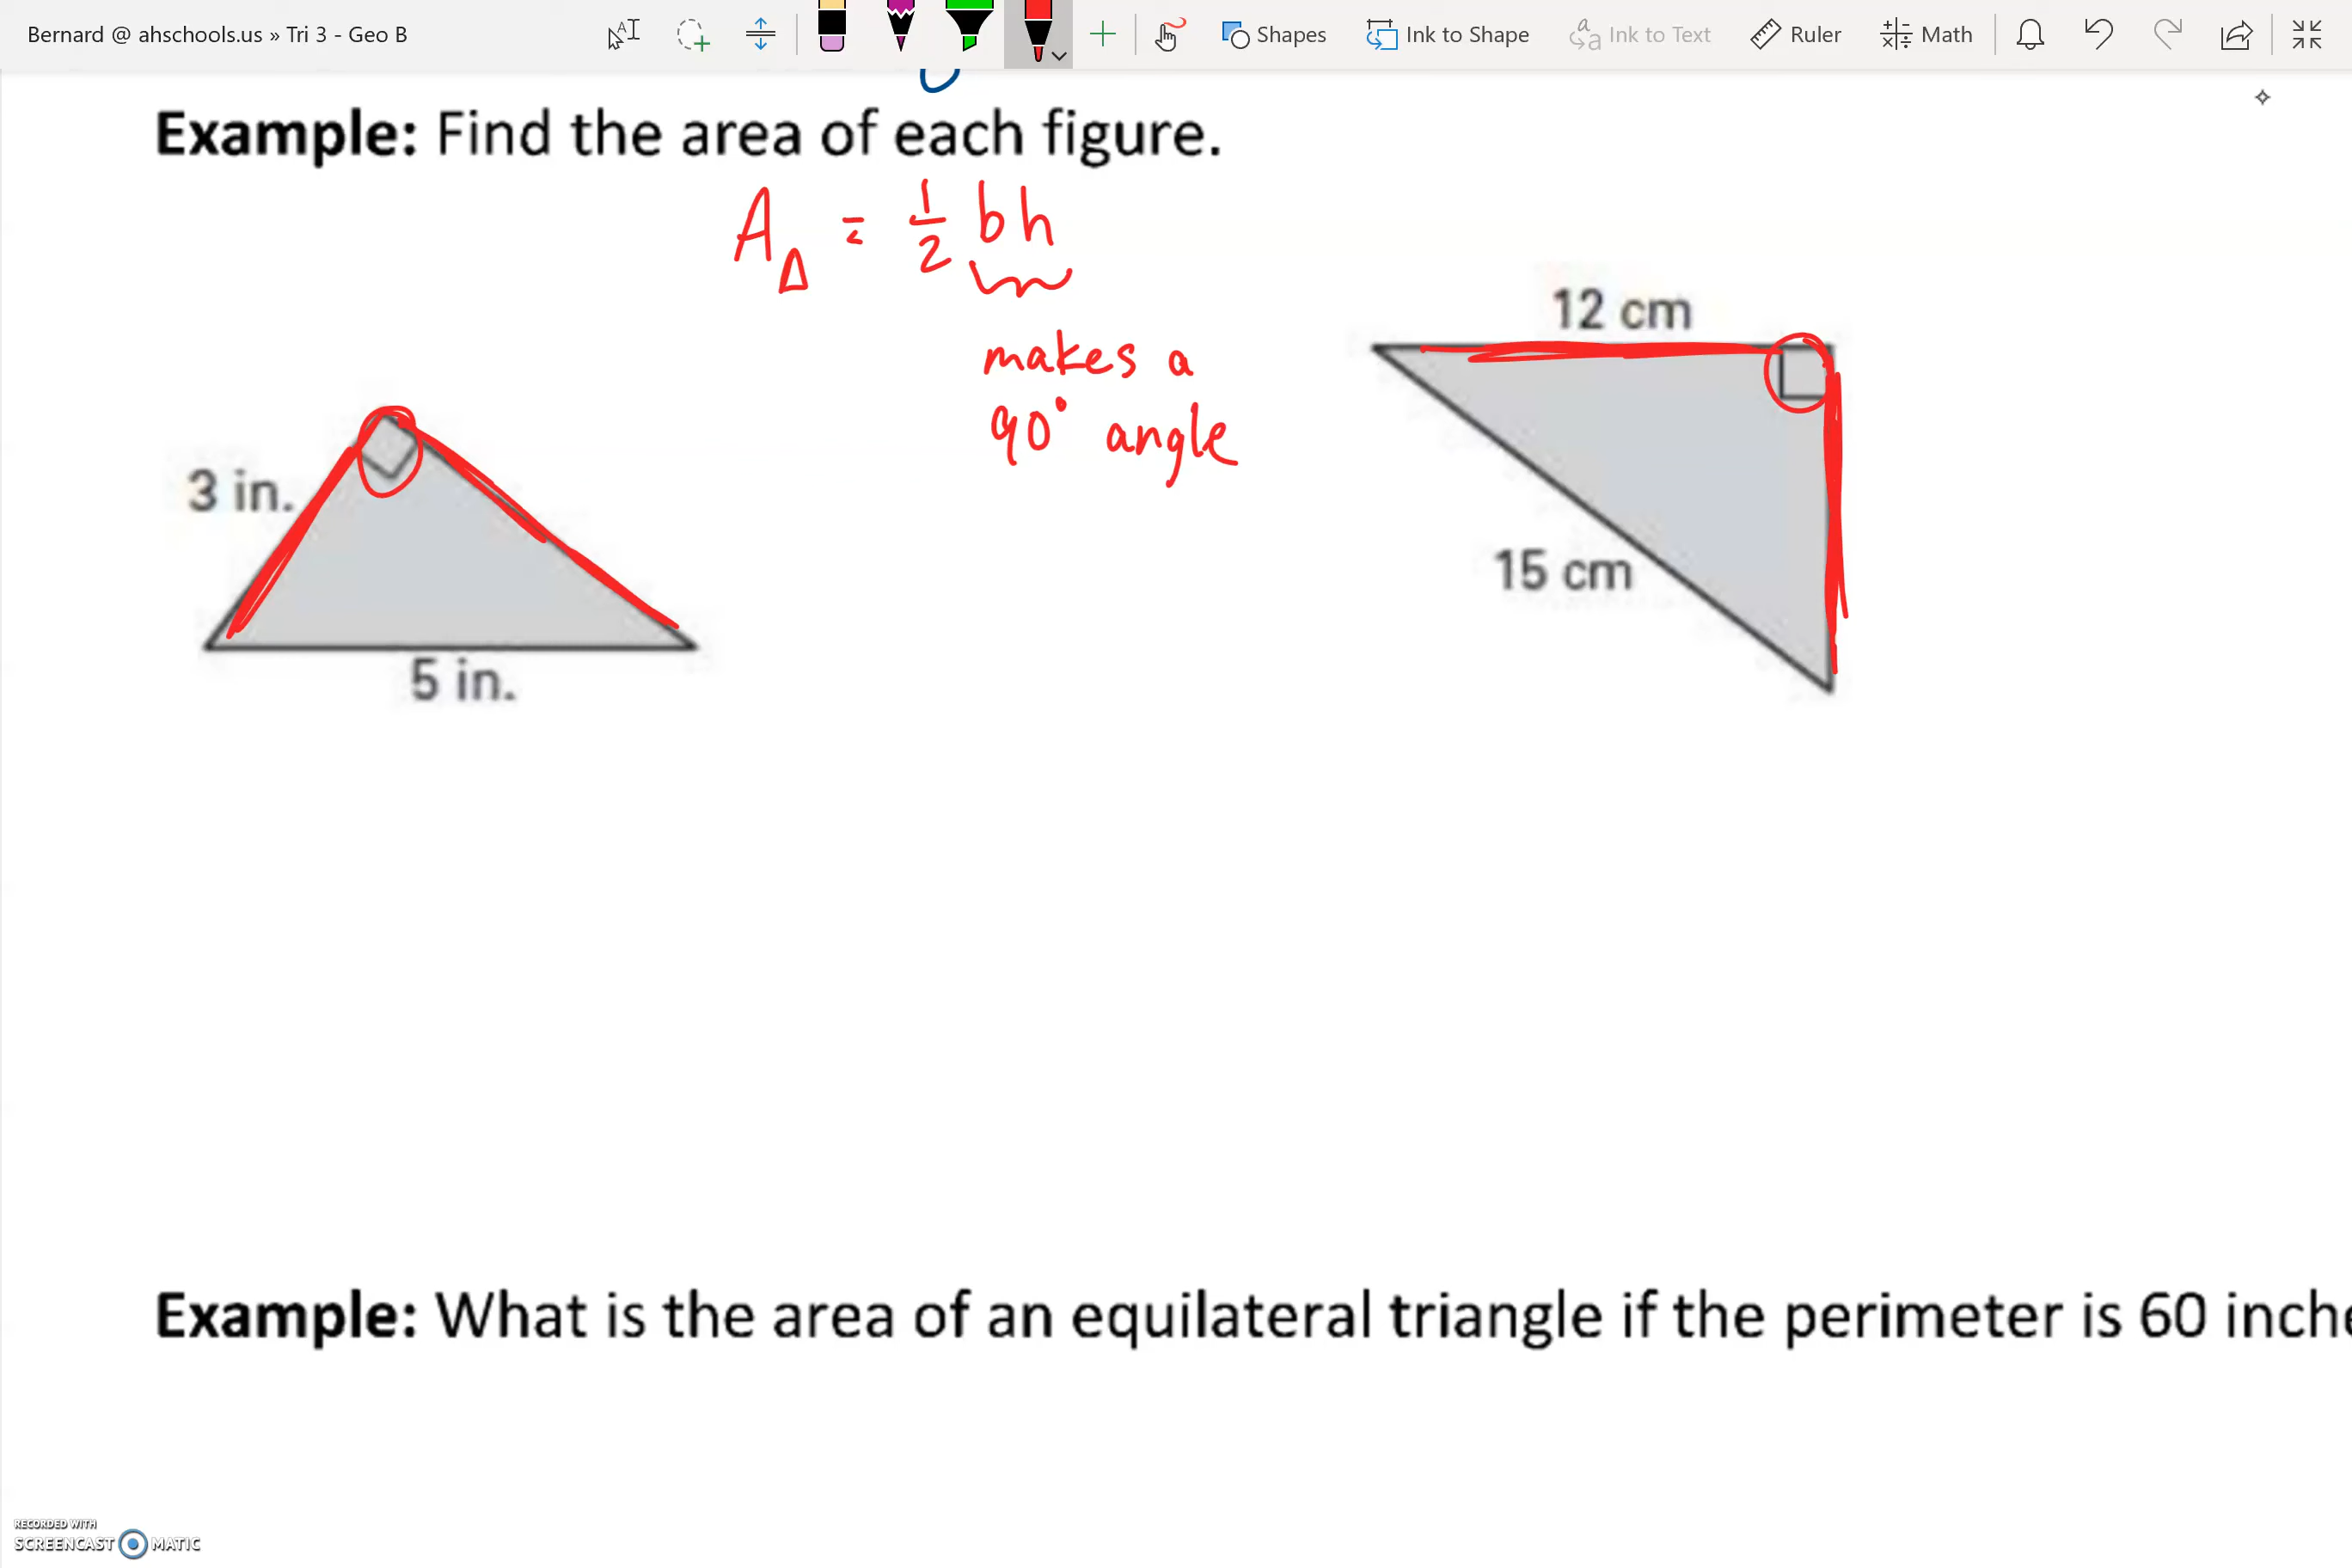 Bernard @ ahschools.us » Tri 3 - Geo B
Shapes
Ink to Shape
Ink to Text
Ruler
Math
Example: Find the area of each figure.
A△ = 1/2 bh
makes a
90° angle
12 cm
15 cm
3 in.
5 in.
Example: What is the area of an equilateral triangle if the perimeter is 60 inche
RECORDED WITH
SCREENCAST MATIC